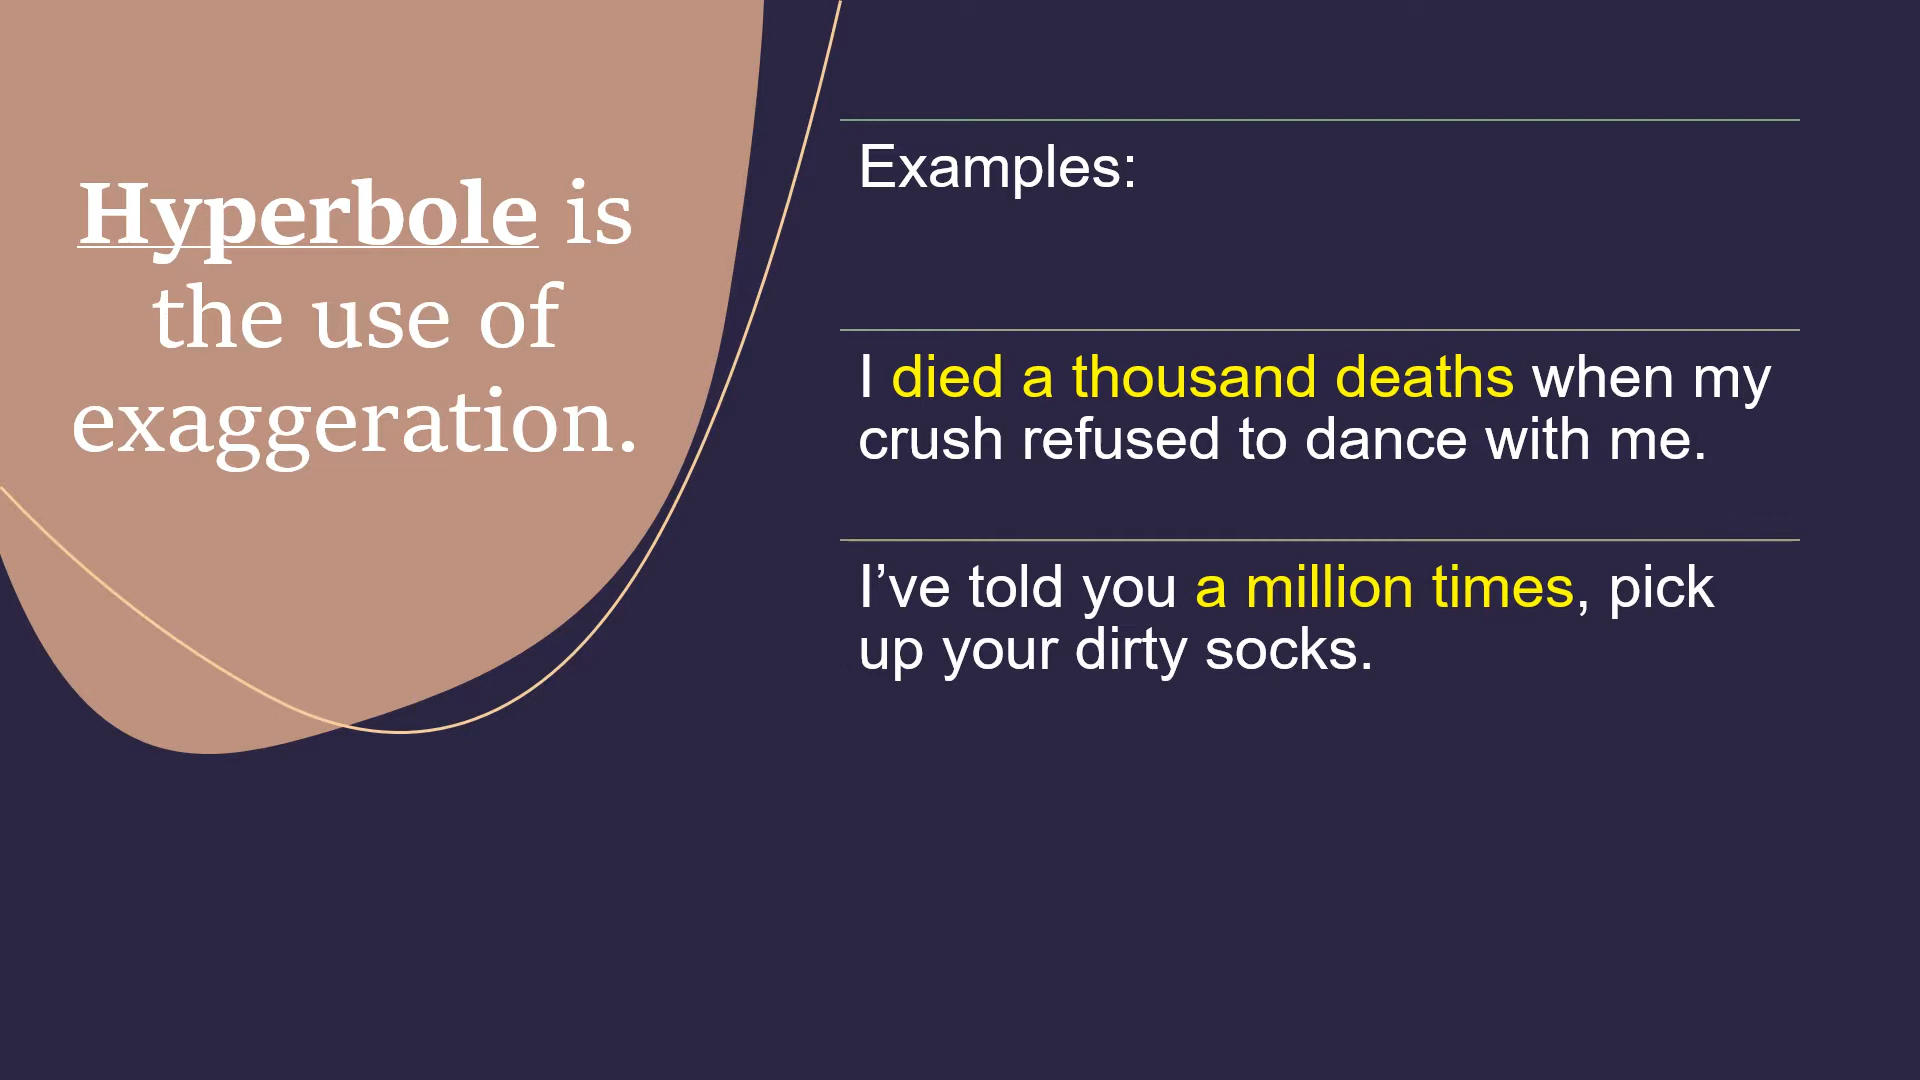 Hyperbole is
the use of
exaggeration.
Examples:
I died a thousand deaths when my
crush refused to dance with me.
I’ve told you a million times, pick
up your dirty socks.